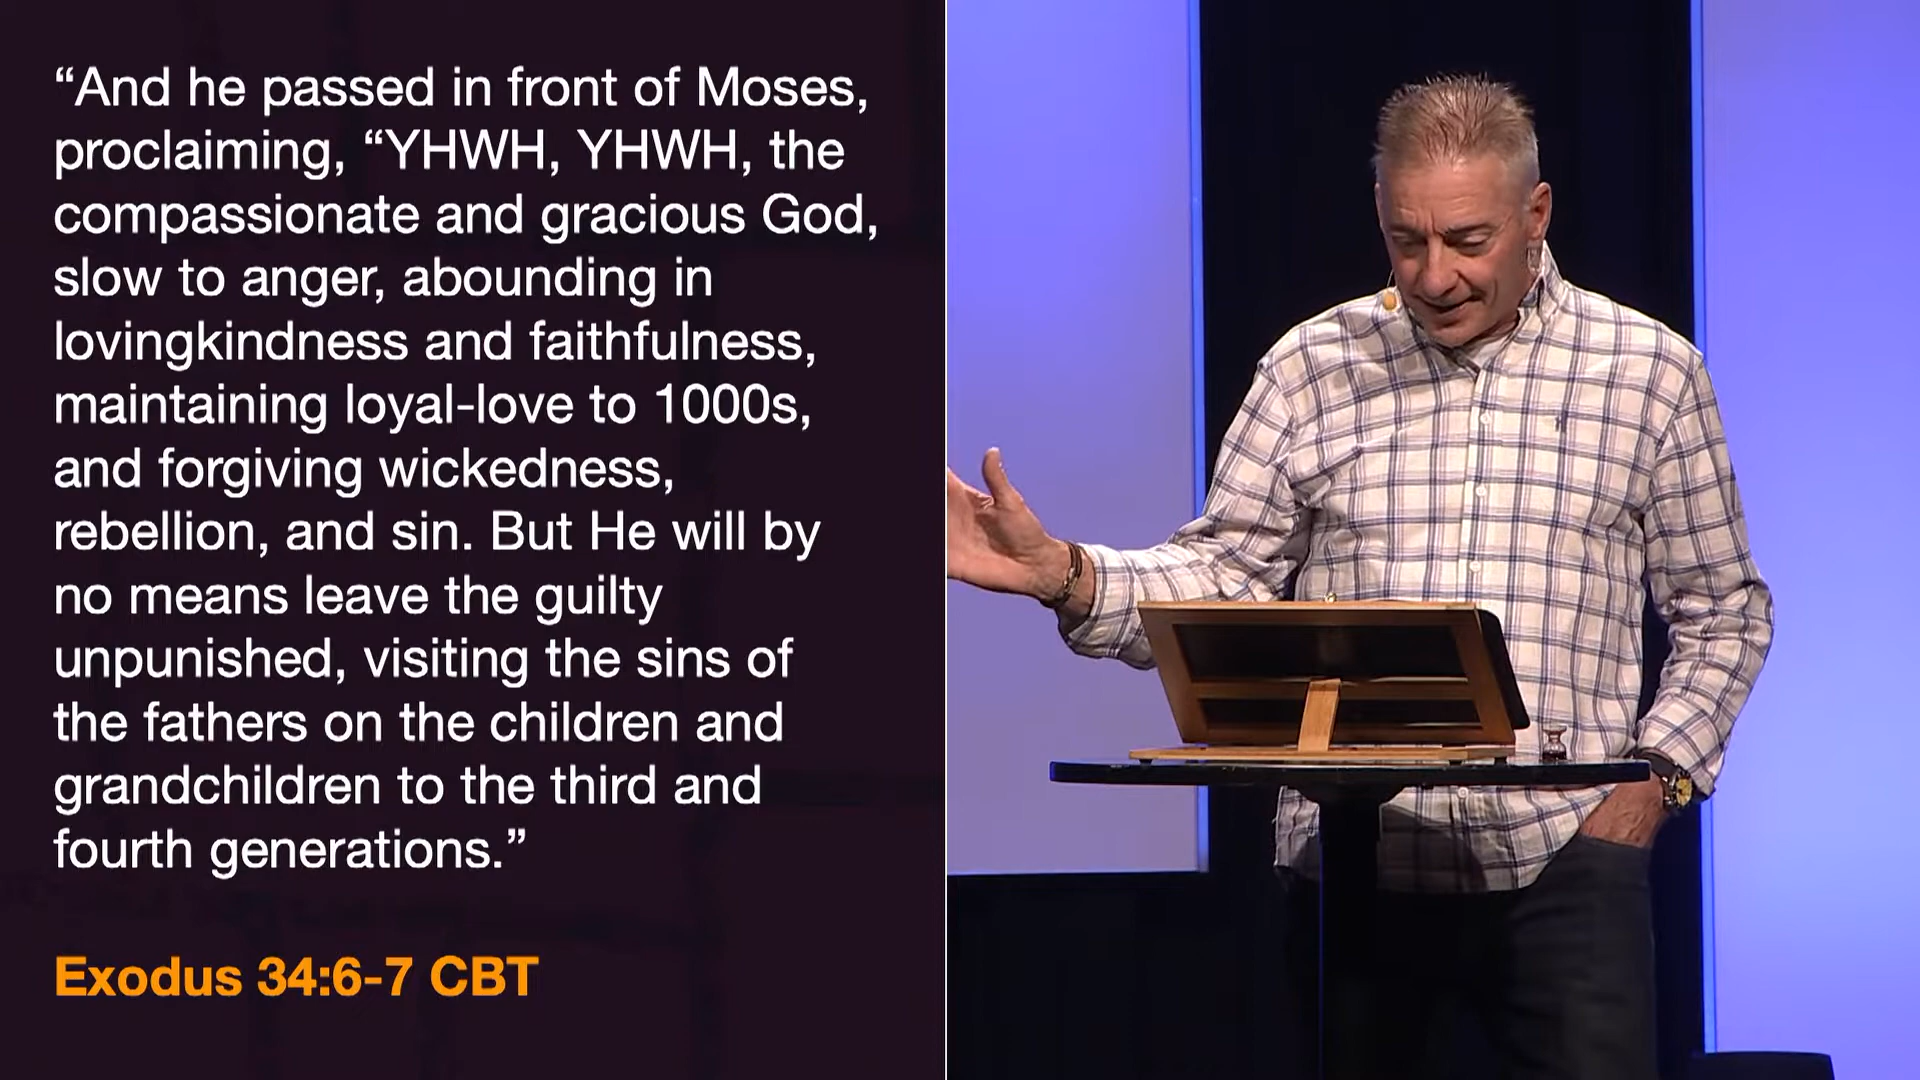 “And he passed in front of Moses,
proclaiming, “YHWH, YHWH, the
compassionate and gracious God,
slow to anger, abounding in
lovingkindness and faithfulness,
maintaining loyal-love to 1000s,
and forgiving wickedness,
rebellion, and sin. But He will by
no means leave the guilty
unpunished, visiting the sins of
the fathers on the children and
grandchildren to the third and
fourth generations.”
Exodus 34:6-7 CBT